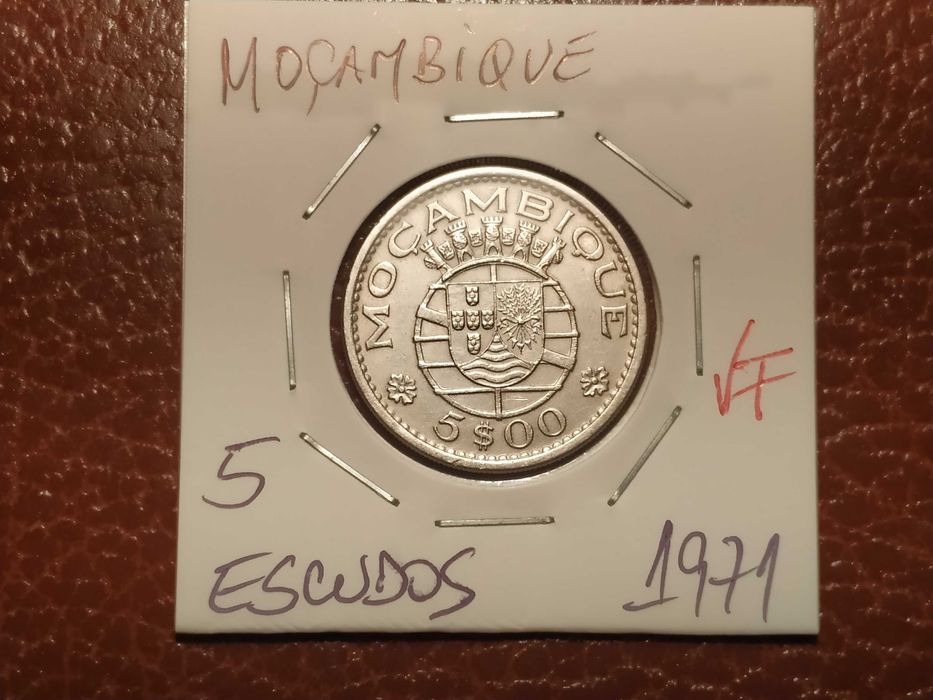 MOÇAMBIQUE
MOÇAMBIQUE
5$00
VF
5
ESCUDOS
1971